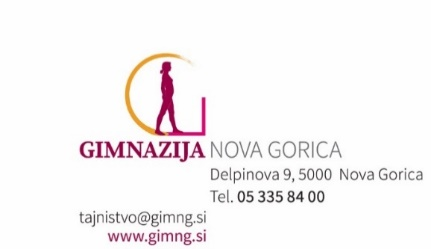 GIMNAZIJA NOVA GORICA
Delpinova 9, 5000 Nova Gorica
Tel. 05 335 84 00
tajnistvo@gimng.si
www.gimng.si